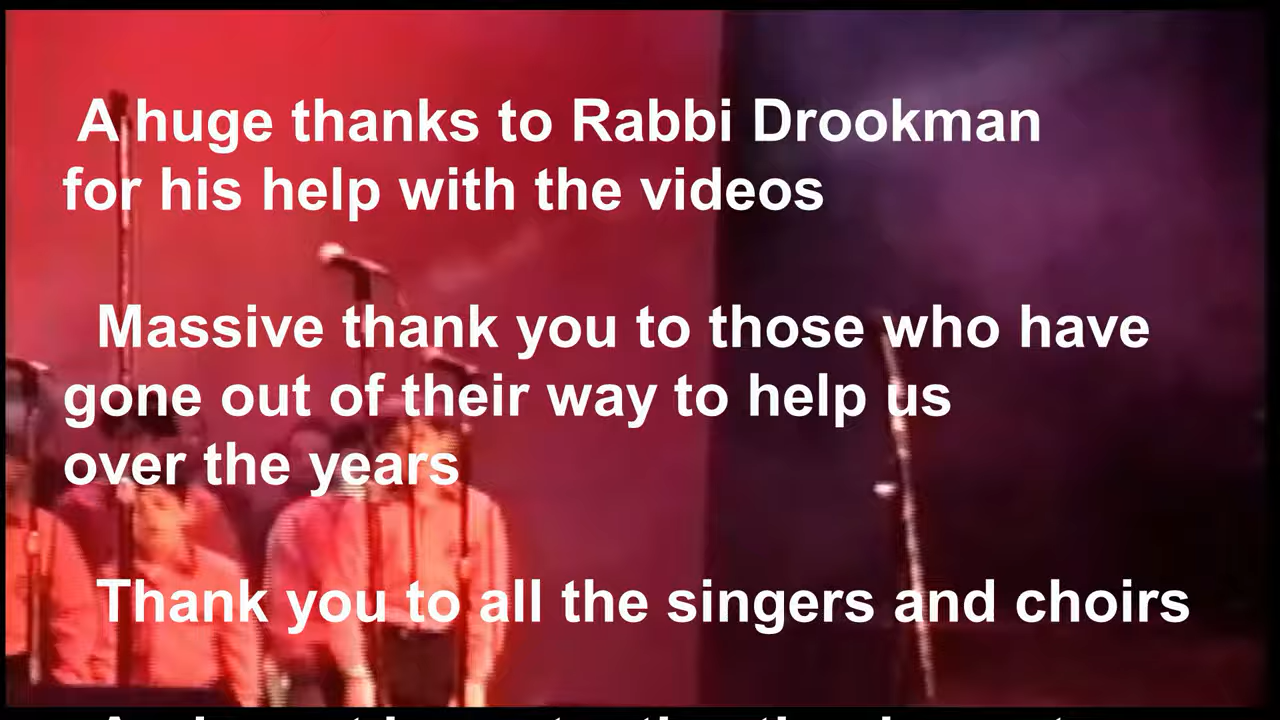 A huge thanks to Rabbi Drookman
for his help with the videos
Massive thank you to those who have
gone out of their way to help us
over the years
Thank you to all the singers and choirs